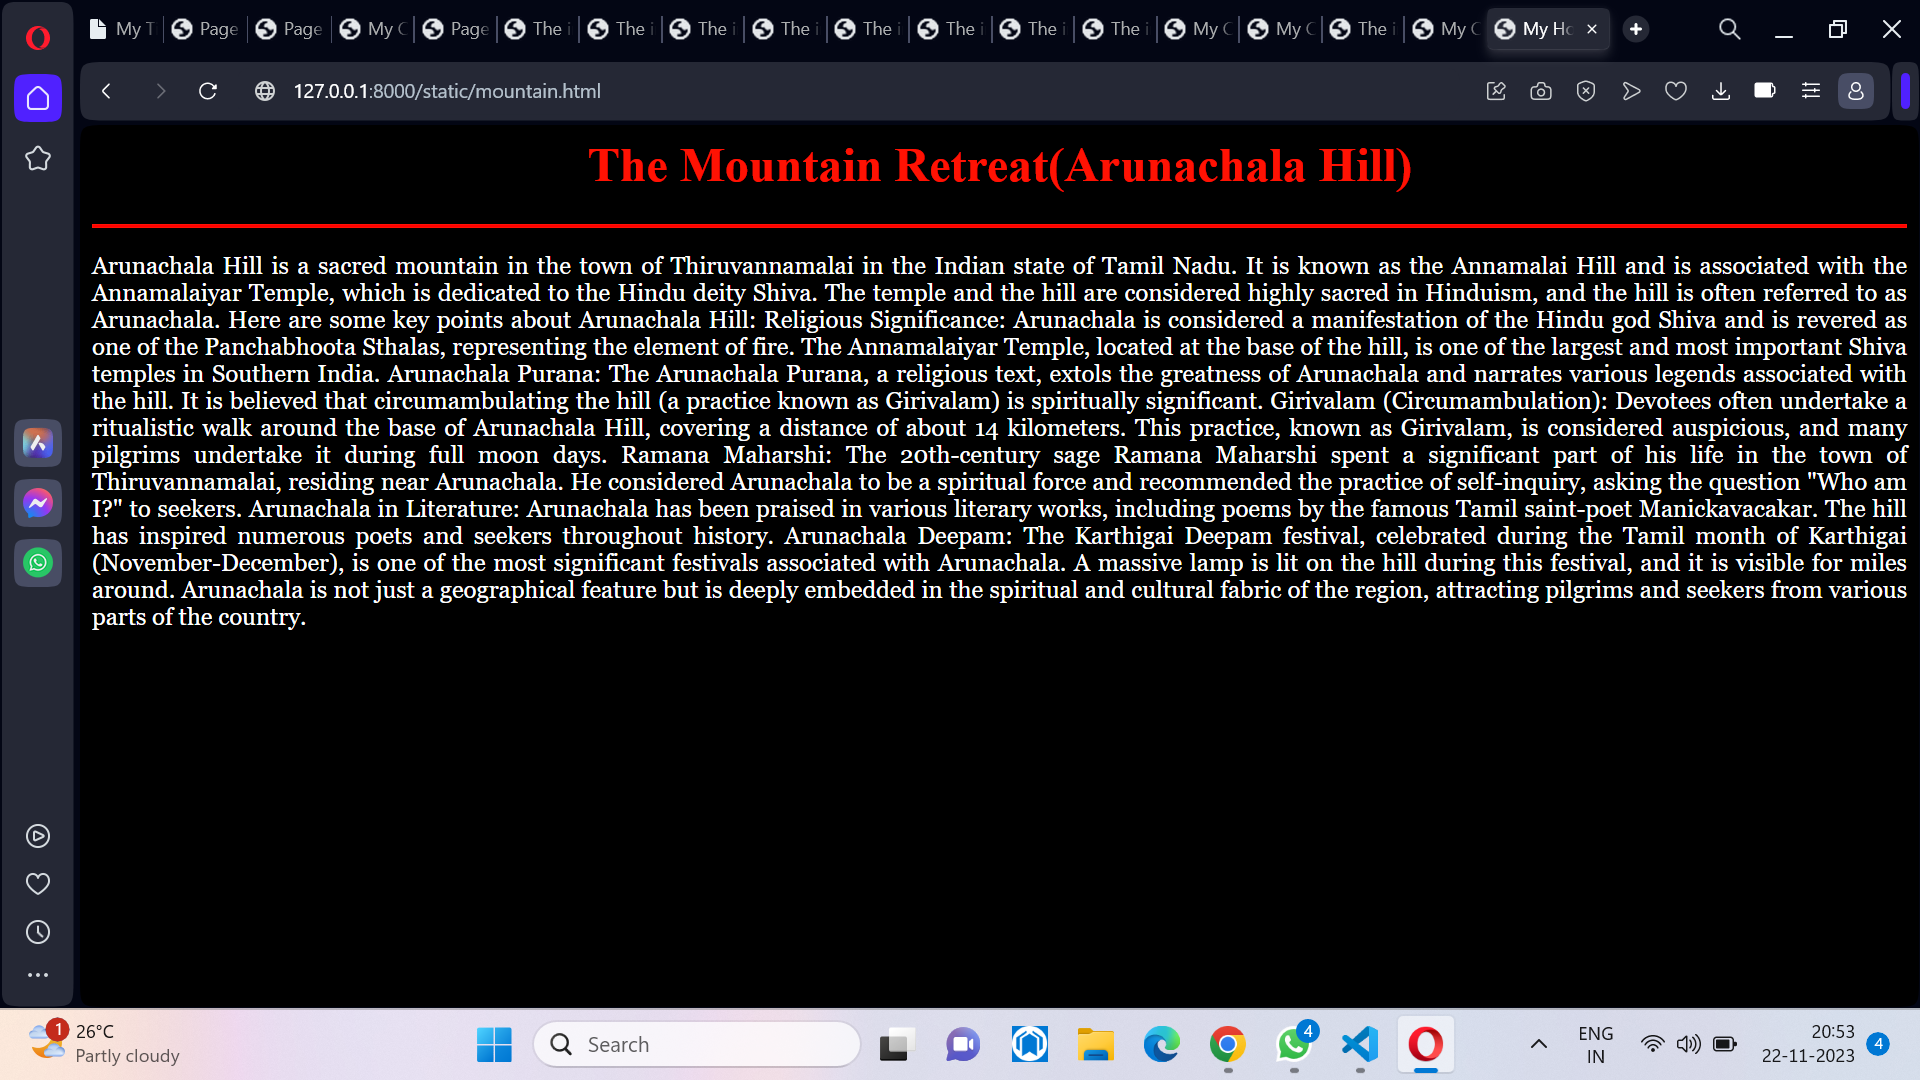 My T
Page
Page
My C
Page
The i
The i
The i
The i
The i
The i
The i
The i
My C
My C
The i
My C
My Ho
127.0.0.1:8000/static/mountain.html
The Mountain Retreat(Arunachala Hill)
Arunachala Hill is a sacred mountain in the town of Thiruvannamalai in the Indian state of Tamil Nadu. It is known as the Annamalai Hill and is associated with the
Annamalaiyar Temple, which is dedicated to the Hindu deity Shiva. The temple and the hill are considered highly sacred in Hinduism, and the hill is often referred to as
Arunachala. Here are some key points about Arunachala Hill: Religious Significance: Arunachala is considered a manifestation of the Hindu god Shiva and is revered as
one of the Panchabhoota Sthalas, representing the element of fire. The Annamalaiyar Temple, located at the base of the hill, is one of the largest and most important Shiva
temples in Southern India. Arunachala Purana: The Arunachala Purana, a religious text, extols the greatness of Arunachala and narrates various legends associated with
the hill. It is believed that circumambulating the hill (a practice known as Girivalam) is spiritually significant. Girivalam (Circumambulation): Devotees often undertake a
ritualistic walk around the base of Arunachala Hill, covering a distance of about 14 kilometers. This practice, known as Girivalam, is considered auspicious, and many
pilgrims undertake it during full moon days. Ramana Maharshi: The 20th-century sage Ramana Maharshi spent a significant part of his life in the town of
Thiruvannamalai, residing near Arunachala. He considered Arunachala to be a spiritual force and recommended the practice of self-inquiry, asking the question "Who am
I?" to seekers. Arunachala in Literature: Arunachala has been praised in various literary works, including poems by the famous Tamil saint-poet Manickavacakar. The hill
has inspired numerous poets and seekers throughout history. Arunachala Deepam: The Karthigai Deepam festival, celebrated during the Tamil month of Karthigai
(November-December), is one of the most significant festivals associated with Arunachala. A massive lamp is lit on the hill during this festival, and it is visible for miles
around. Arunachala is not just a geographical feature but is deeply embedded in the spiritual and cultural fabric of the region, attracting pilgrims and seekers from various
parts of the country.
1
26°C
Partly cloudy
Search
4
ENG
IN
20:53
22-11-2023
4